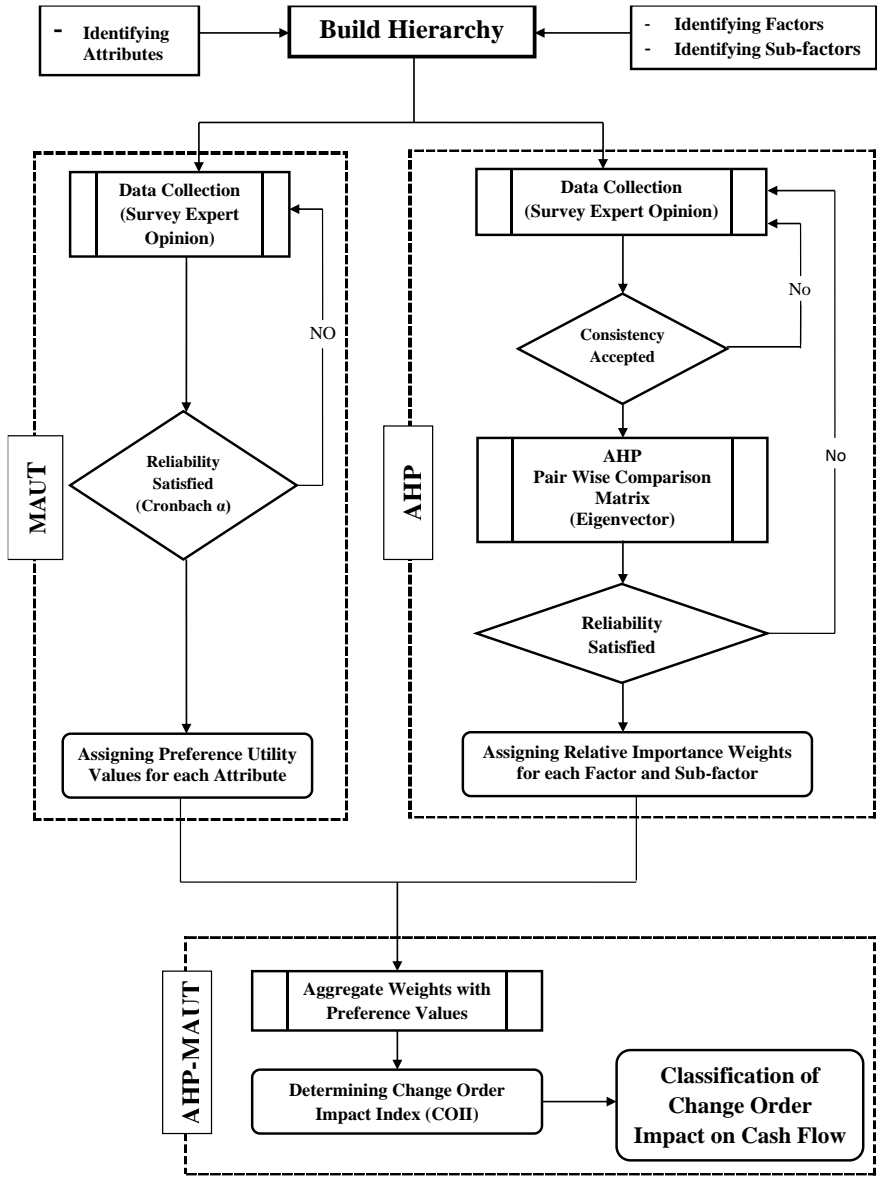 - Identifying
Attributes
Build Hierarchy
- Identifying Factors
- Identifying Sub-factors
Data Collection
(Survey Expert
Opinion)
NO
Reliability
Satisfied
(Cronbach α)
MAUT
Assigning Preference Utility
Values for each Attribute
Data Collection
(Survey Expert Opinion)
No
Consistency
Accepted
AHP
AHP
Pair Wise Comparison
Matrix
(Eigenvector)
No
Reliability
Satisfied
Assigning Relative Importance Weights
for each Factor and Sub-factor
AHP-MAUT
Aggregate Weights with
Preference Values
Determining Change Order
Impact Index (COII)
Classification of
Change Order
Impact on Cash Flow